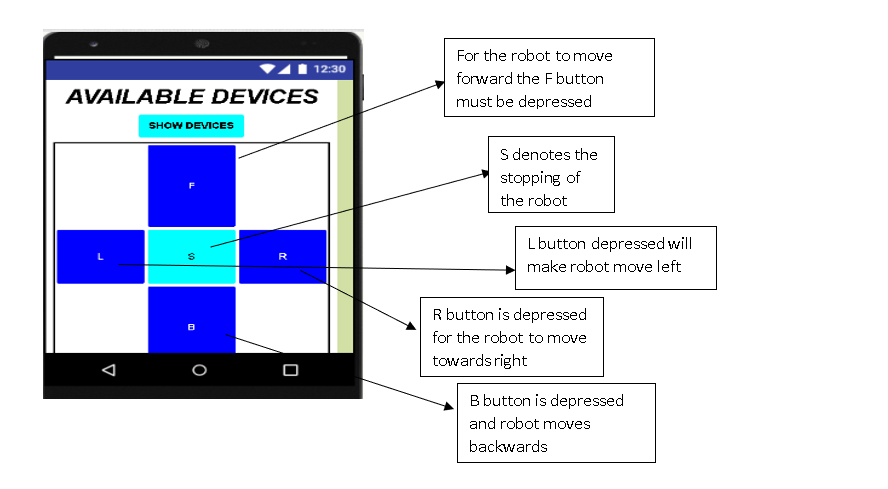 12:30
AVAILABLE DEVICES
SHOW DEVICES
F
L
S
R
B
For the robot to move
forward the F button
must be depressed
S denotes the
stopping of
the robot
L button depressed will
make robot move left
R button is depressed
for the robot to move
towards right
B button is depressed
and robot moves
backwards